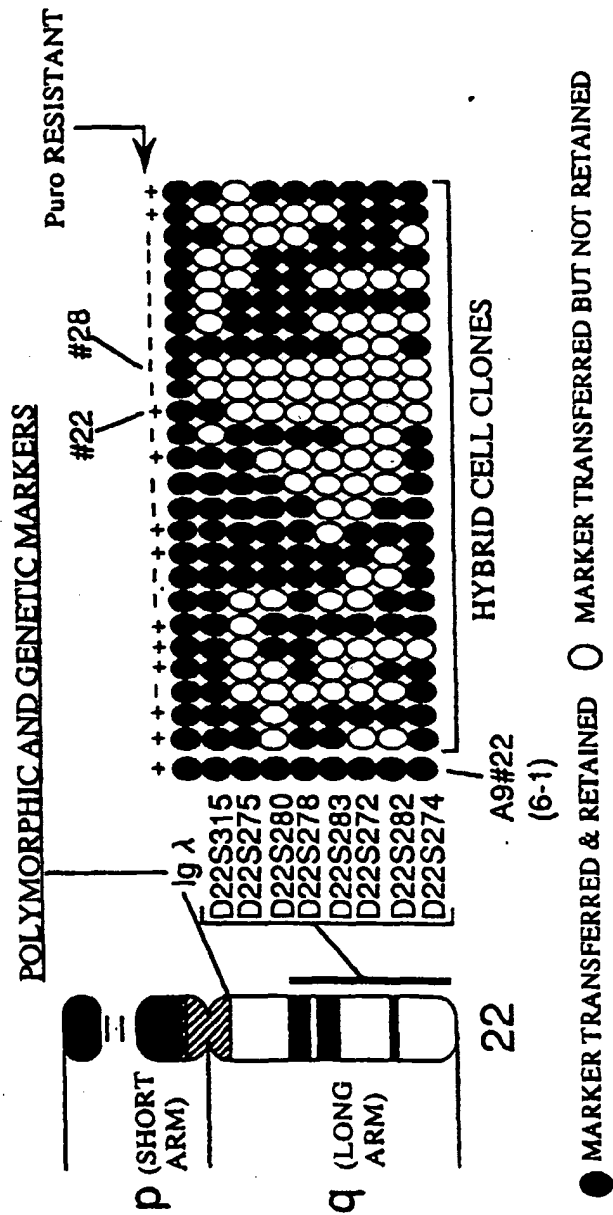 POLYMORPHIC AND GENETIC MARKERS
Puro RESISTANT
#22 #28
+ + + - + + + - - + + - - + - + - - - - - - - - + +
p (SHORT ARM)
q (LONG ARM)
22
Ig λ
D22S315
D22S275
D22S280
D22S278
D22S283
D22S272
D22S282
D22S274
A9#22
(6-1)
HYBRID CELL CLONES
MARKER TRANSFERRED & RETAINED
MARKER TRANSFERRED BUT NOT RETAINED